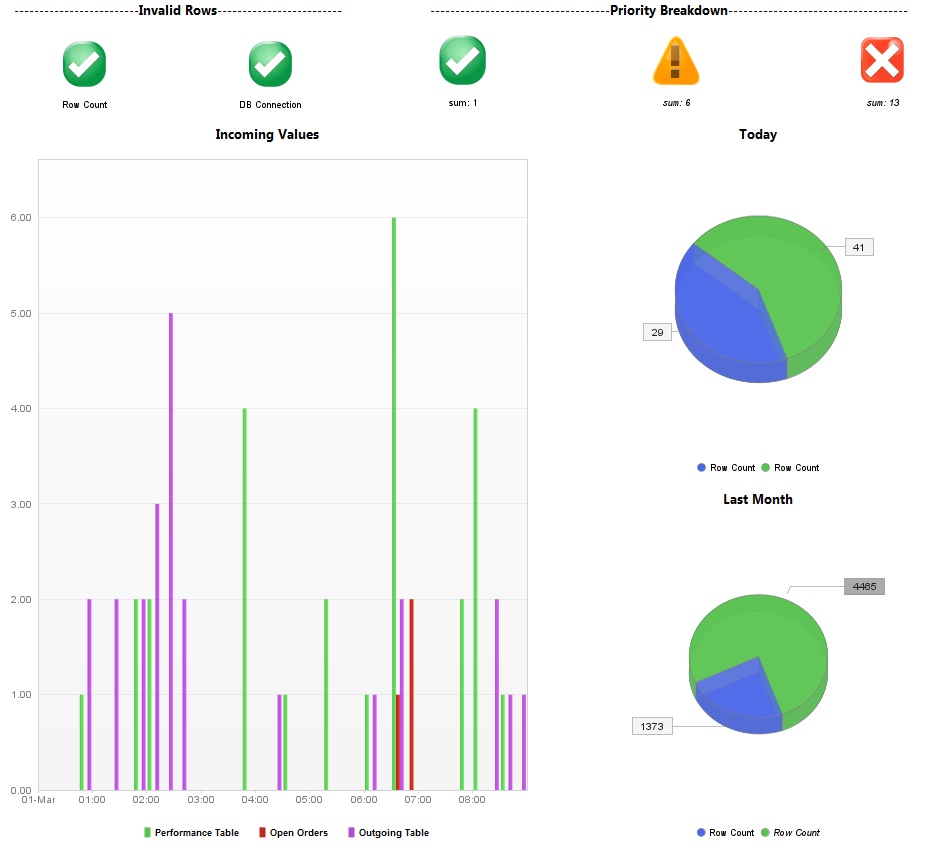 Invalid Rows
Priority Breakdown
Row Count
DB Connection
sum: 1
sum: 6
sum: 13
Incoming Values
6.00
5.00
4.00
3.00
2.00
1.00
0.00
01-Mar 01:00 02:00 03:00 04:00 05:00 06:00 07:00 08:00
Performance Table Open Orders Outgoing Table
Today
41
29
Row Count Row Count
Last Month
4465
1373
Row Count Row Count